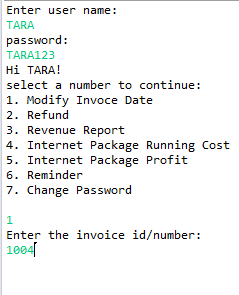 Enter user name:
TARA
password:
TARA123
Hi TARA!
select a number to continue:
1. Modify Invoce Date
2. Refund
3. Revenue Report
4. Internet Package Running Cost
5. Internet Package Profit
6. Reminder
7. Change Password
1
Enter the invoice id/number:
1004